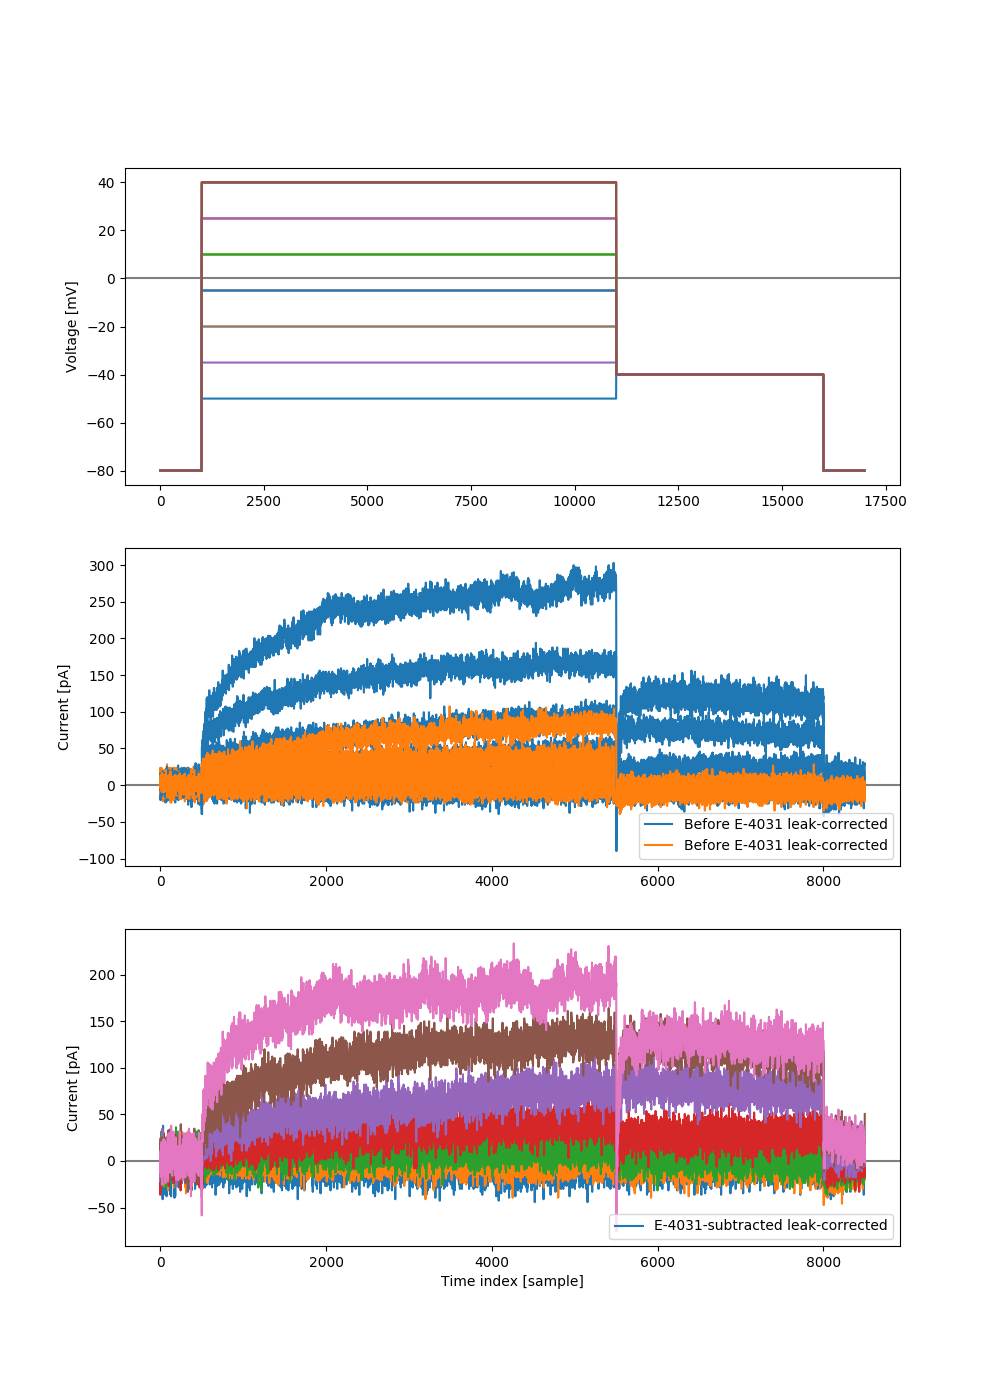 40
20
0
−20
−40
−60
−80
Voltage [mV]
0 2500 5000 7500 10000 12500 15000 17500
300
250
200
150
100
50
0
−50
−100
Current [pA]
Before E-4031 leak-corrected
Before E-4031 leak-corrected
0 2000 4000 6000 8000
200
150
100
50
0
−50
Current [pA]
E-4031-subtracted leak-corrected
0 2000 4000 6000 8000
Time index [sample]